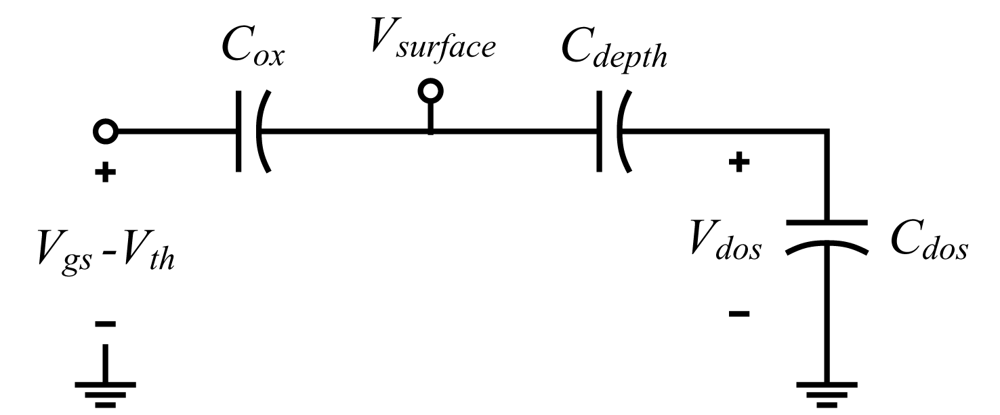 C_ox
V_surface
C_depth
+
+
V_gs - V_th
V_dos
C_dos
-
-